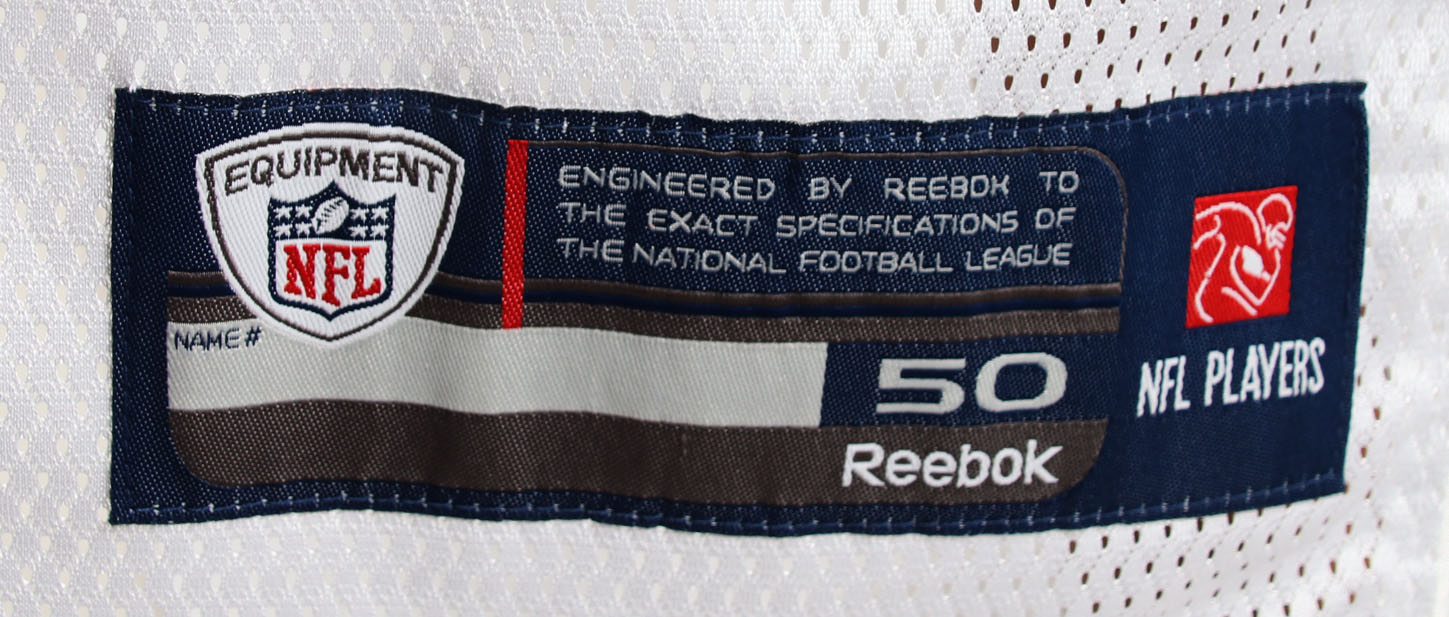 EQUIPMENT
NFL
ENGINEERED BY REEBOK TO
THE EXACT SPECIFICATIONS OF
THE NATIONAL FOOTBALL LEAGUE
NAME #
50
Reebok
NFL PLAYERS